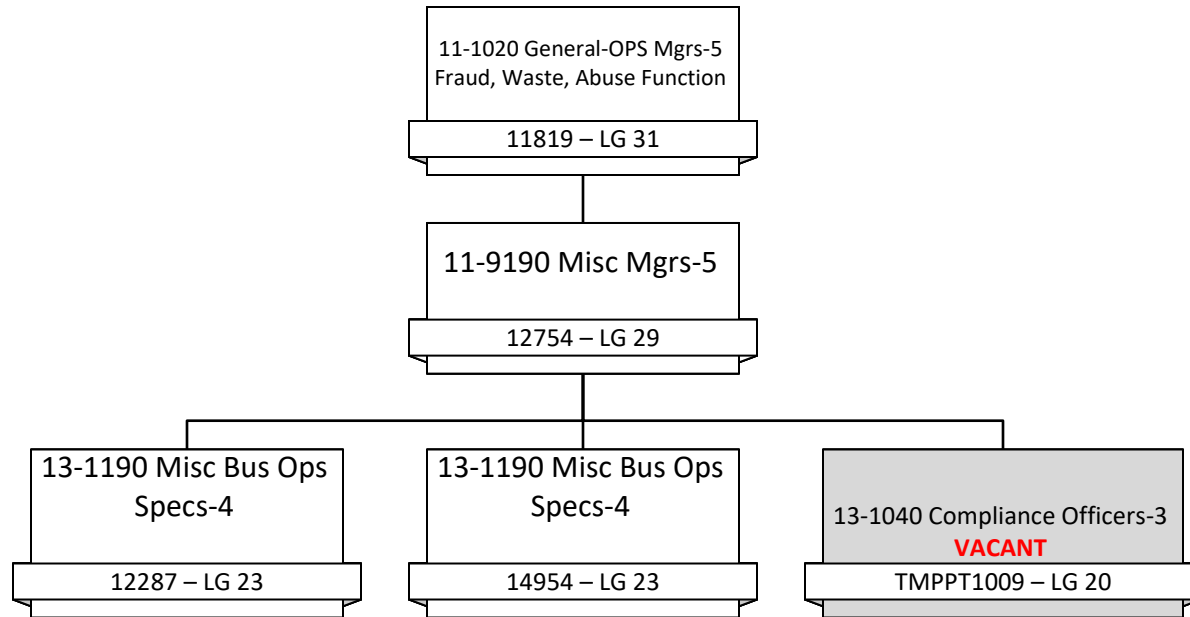 11-1020 General-OPS Mgrs-5
Fraud, Waste, Abuse Function
11819 – LG 31
11-9190 Misc Mgrs-5
12754 – LG 29
13-1190 Misc Bus Ops
Specs-4
12287 – LG 23
13-1190 Misc Bus Ops
Specs-4
14954 – LG 23
13-1040 Compliance Officers-3
VACANT
TMPPT1009 – LG 20